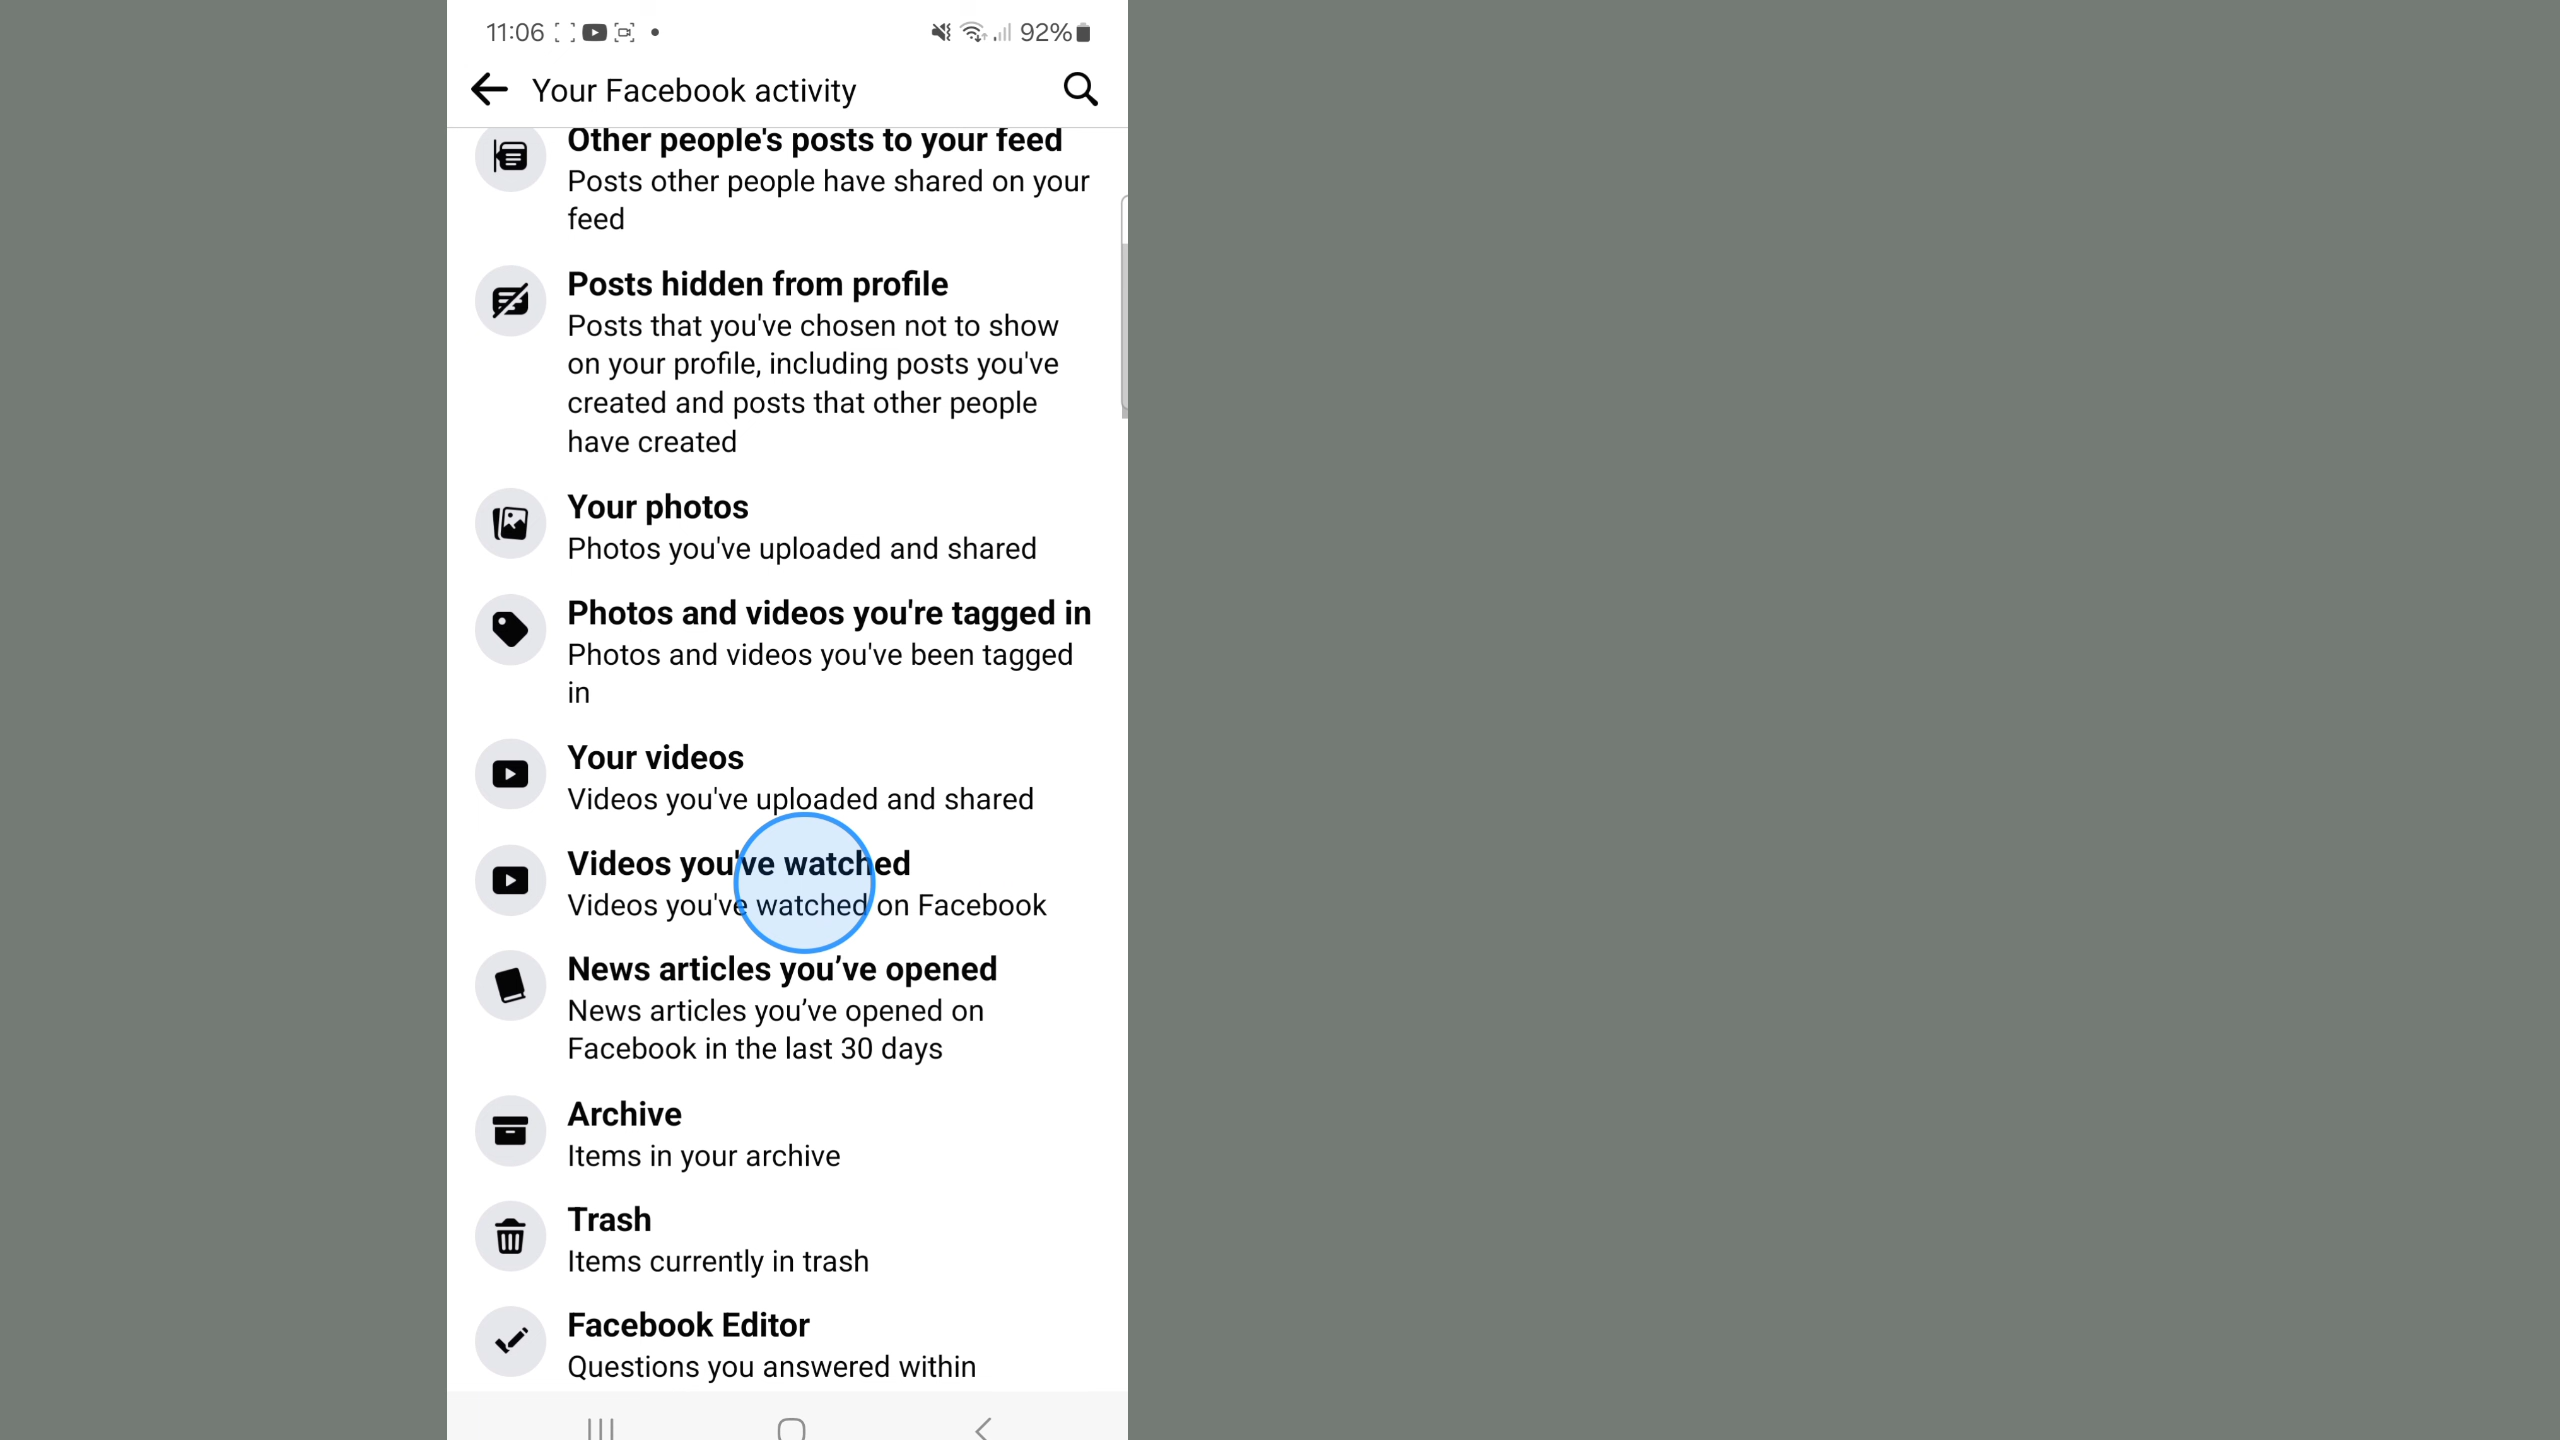 11:06
92%
Your Facebook activity
Other people's posts to your feed
Posts other people have shared on your
feed
Posts hidden from profile
Posts that you've chosen not to show
on your profile, including posts you've
created and posts that other people
have created
Your photos
Photos you've uploaded and shared
Photos and videos you're tagged in
Photos and videos you've been tagged
in
Your videos
Videos you've uploaded and shared
Videos you've watched
Videos you've watched on Facebook
News articles you’ve opened
News articles you’ve opened on
Facebook in the last 30 days
Archive
Items in your archive
Trash
Items currently in trash
Facebook Editor
Questions you answered within